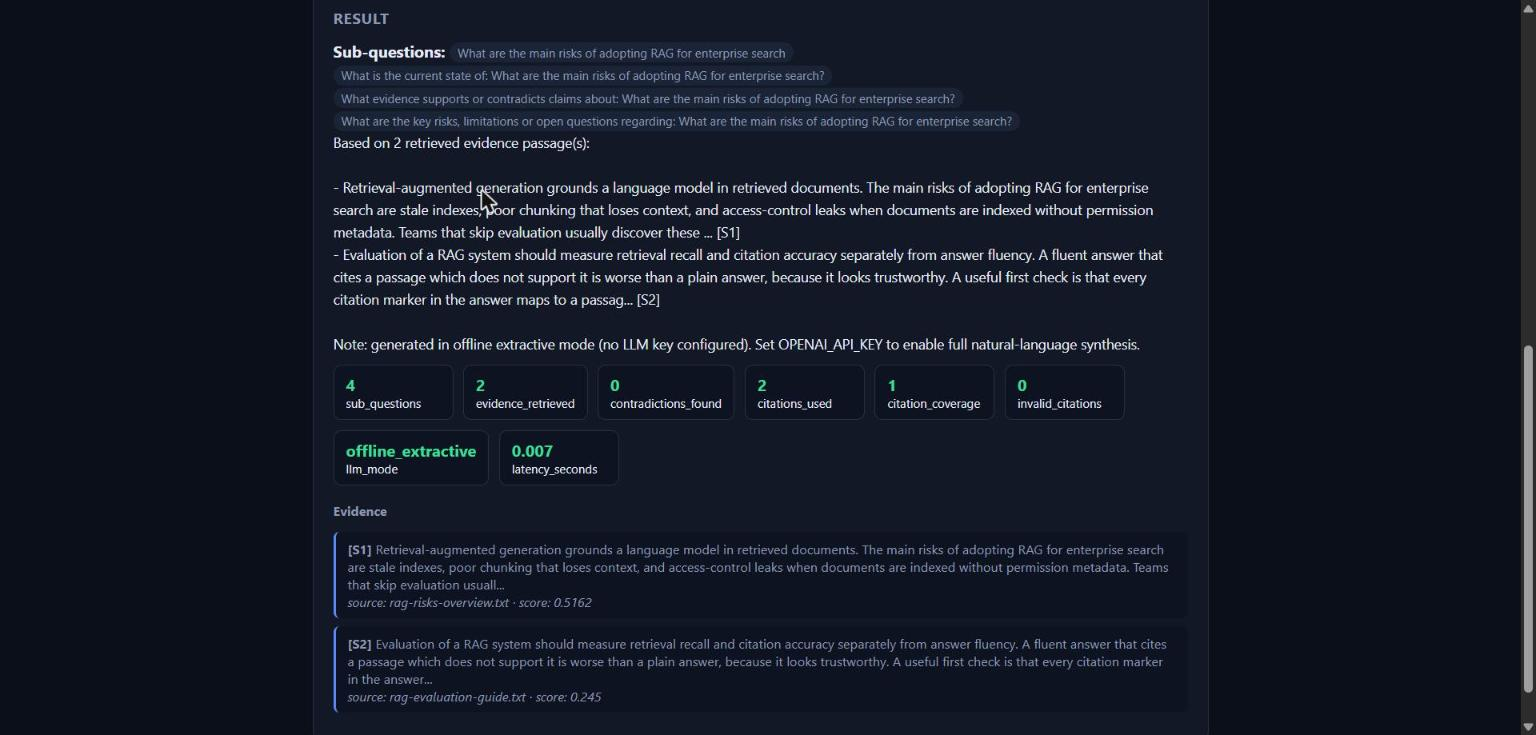 RESULT
Sub-questions: What are the main risks of adopting RAG for enterprise search
What is the current state of: What are the main risks of adopting RAG for enterprise search?
What evidence supports or contradicts claims about: What are the main risks of adopting RAG for enterprise search?
What are the key risks, limitations or open questions regarding: What are the main risks of adopting RAG for enterprise search?
Based on 2 retrieved evidence passage(s):
- Retrieval-augmented generation grounds a language model in retrieved documents. The main risks of adopting RAG for enterprise
search are stale indexes, poor chunking that loses context, and access-control leaks when documents are indexed without permission
metadata. Teams that skip evaluation usually discover these ... [S1]
- Evaluation of a RAG system should measure retrieval recall and citation accuracy separately from answer fluency. A fluent answer that
cites a passage which does not support it is worse than a plain answer, because it looks trustworthy. A useful first check is that every
citation marker in the answer maps to a passag... [S2]
Note: generated in offline extractive mode (no LLM key configured). Set OPENAI_API_KEY to enable full natural-language synthesis.
4 2 0 2 1 0
sub_questions evidence_retrieved contradictions_found citations_used citation_coverage invalid_citations
offline_extractive 0.007
llm_mode latency_seconds
Evidence
[S1] Retrieval-augmented generation grounds a language model in retrieved documents. The main risks of adopting RAG for enterprise search
are stale indexes, poor chunking that loses context, and access-control leaks when documents are indexed without permission metadata. Teams
that skip evaluation usuall...
source: rag-risks-overview.txt · score: 0.5162
[S2] Evaluation of a RAG system should measure retrieval recall and citation accuracy separately from answer fluency. A fluent answer that cites
a passage which does not support it is worse than a plain answer, because it looks trustworthy. A useful first check is that every citation marker
in the answer...
source: rag-evaluation-guide.txt · score: 0.245